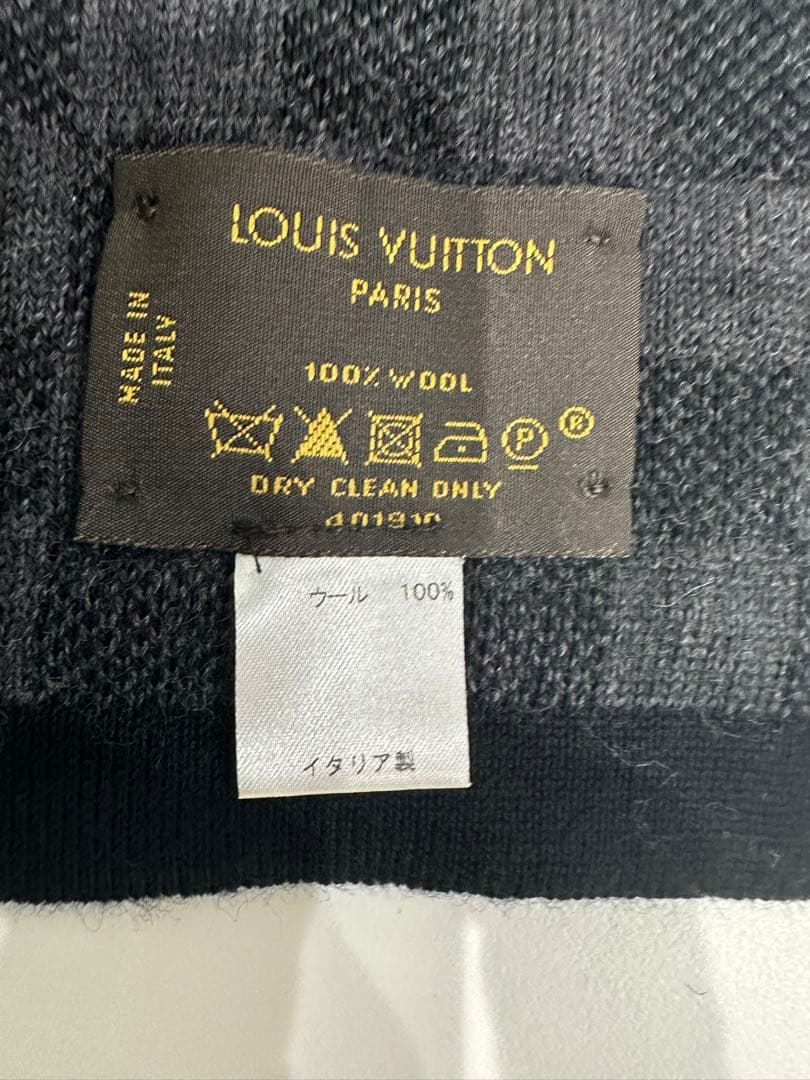 LOUIS VUITTON
PARIS
MADE IN
ITALY
100% WOOL
P
®
DRY CLEAN ONLY
401910
ウール 100%
イタリア製